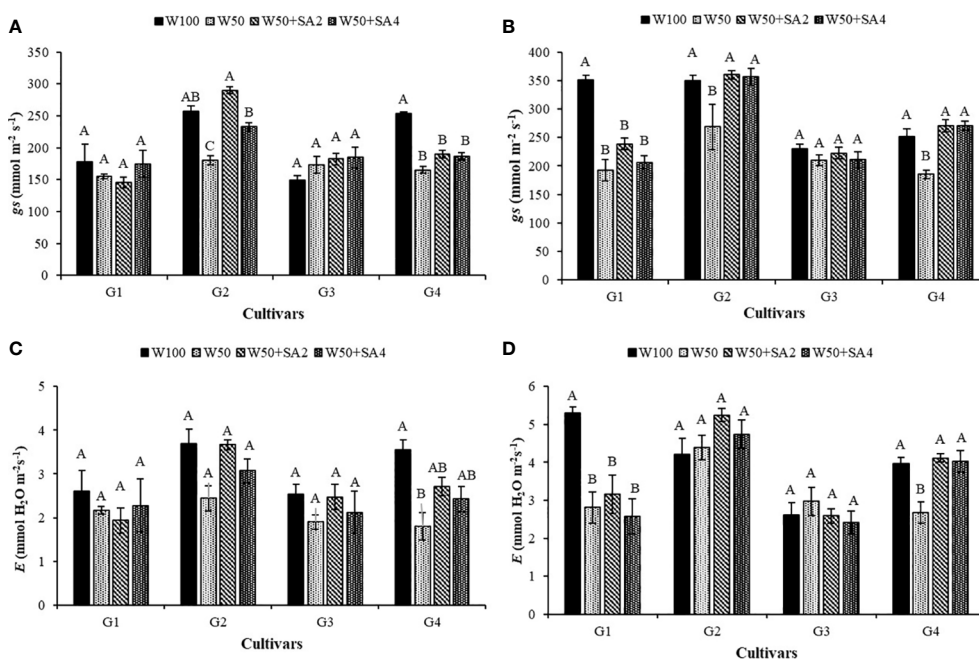 A
W100 W50 W50+SA2 W50+SA4
gs (mmol m⁻² s⁻¹)
350
300
250
200
150
100
50
0
A A A A
AB C A B
A A A A
A B B B
G1 G2 G3 G4
Cultivars
B
W100 W50 W50+SA2 W50+SA4
gs (mmol m⁻² s⁻¹)
400
350
300
250
200
150
100
50
0
A B B B
A B A A
A A A A
A B A A
G1 G2 G3 G4
Cultivars
C
W100 W50 W50+SA2 W50+SA4
E (mmol H₂O m⁻²s⁻¹)
5
4
3
2
1
0
A A A A
A A A A
A A A A
A B AB AB
G1 G2 G3 G4
Cultivars
D
W100 W50 W50+SA2 W50+SA4
E (mmol H₂O m⁻²s⁻¹)
6
5
4
3
2
1
0
A B B B
A A A A
A A A A
A B A A
G1 G2 G3 G4
Cultivars